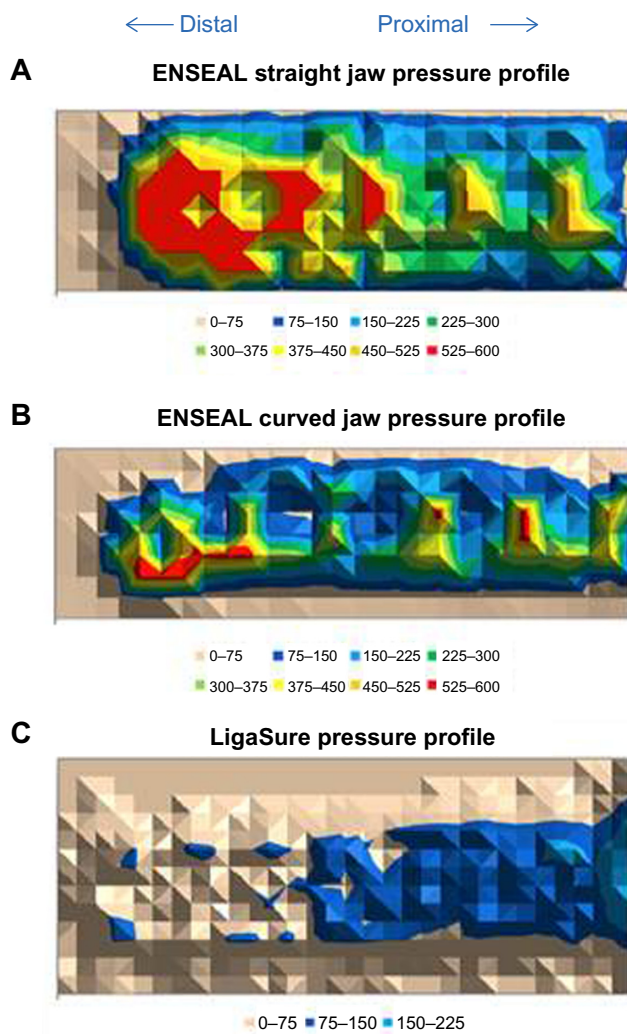 Distal Proximal
A ENSEAL straight jaw pressure profile
0–75 75–150 150–225 225–300
300–375 375–450 450–525 525–600
B ENSEAL curved jaw pressure profile
0–75 75–150 150–225 225–300
300–375 375–450 450–525 525–600
C LigaSure pressure profile
0–75 75–150 150–225